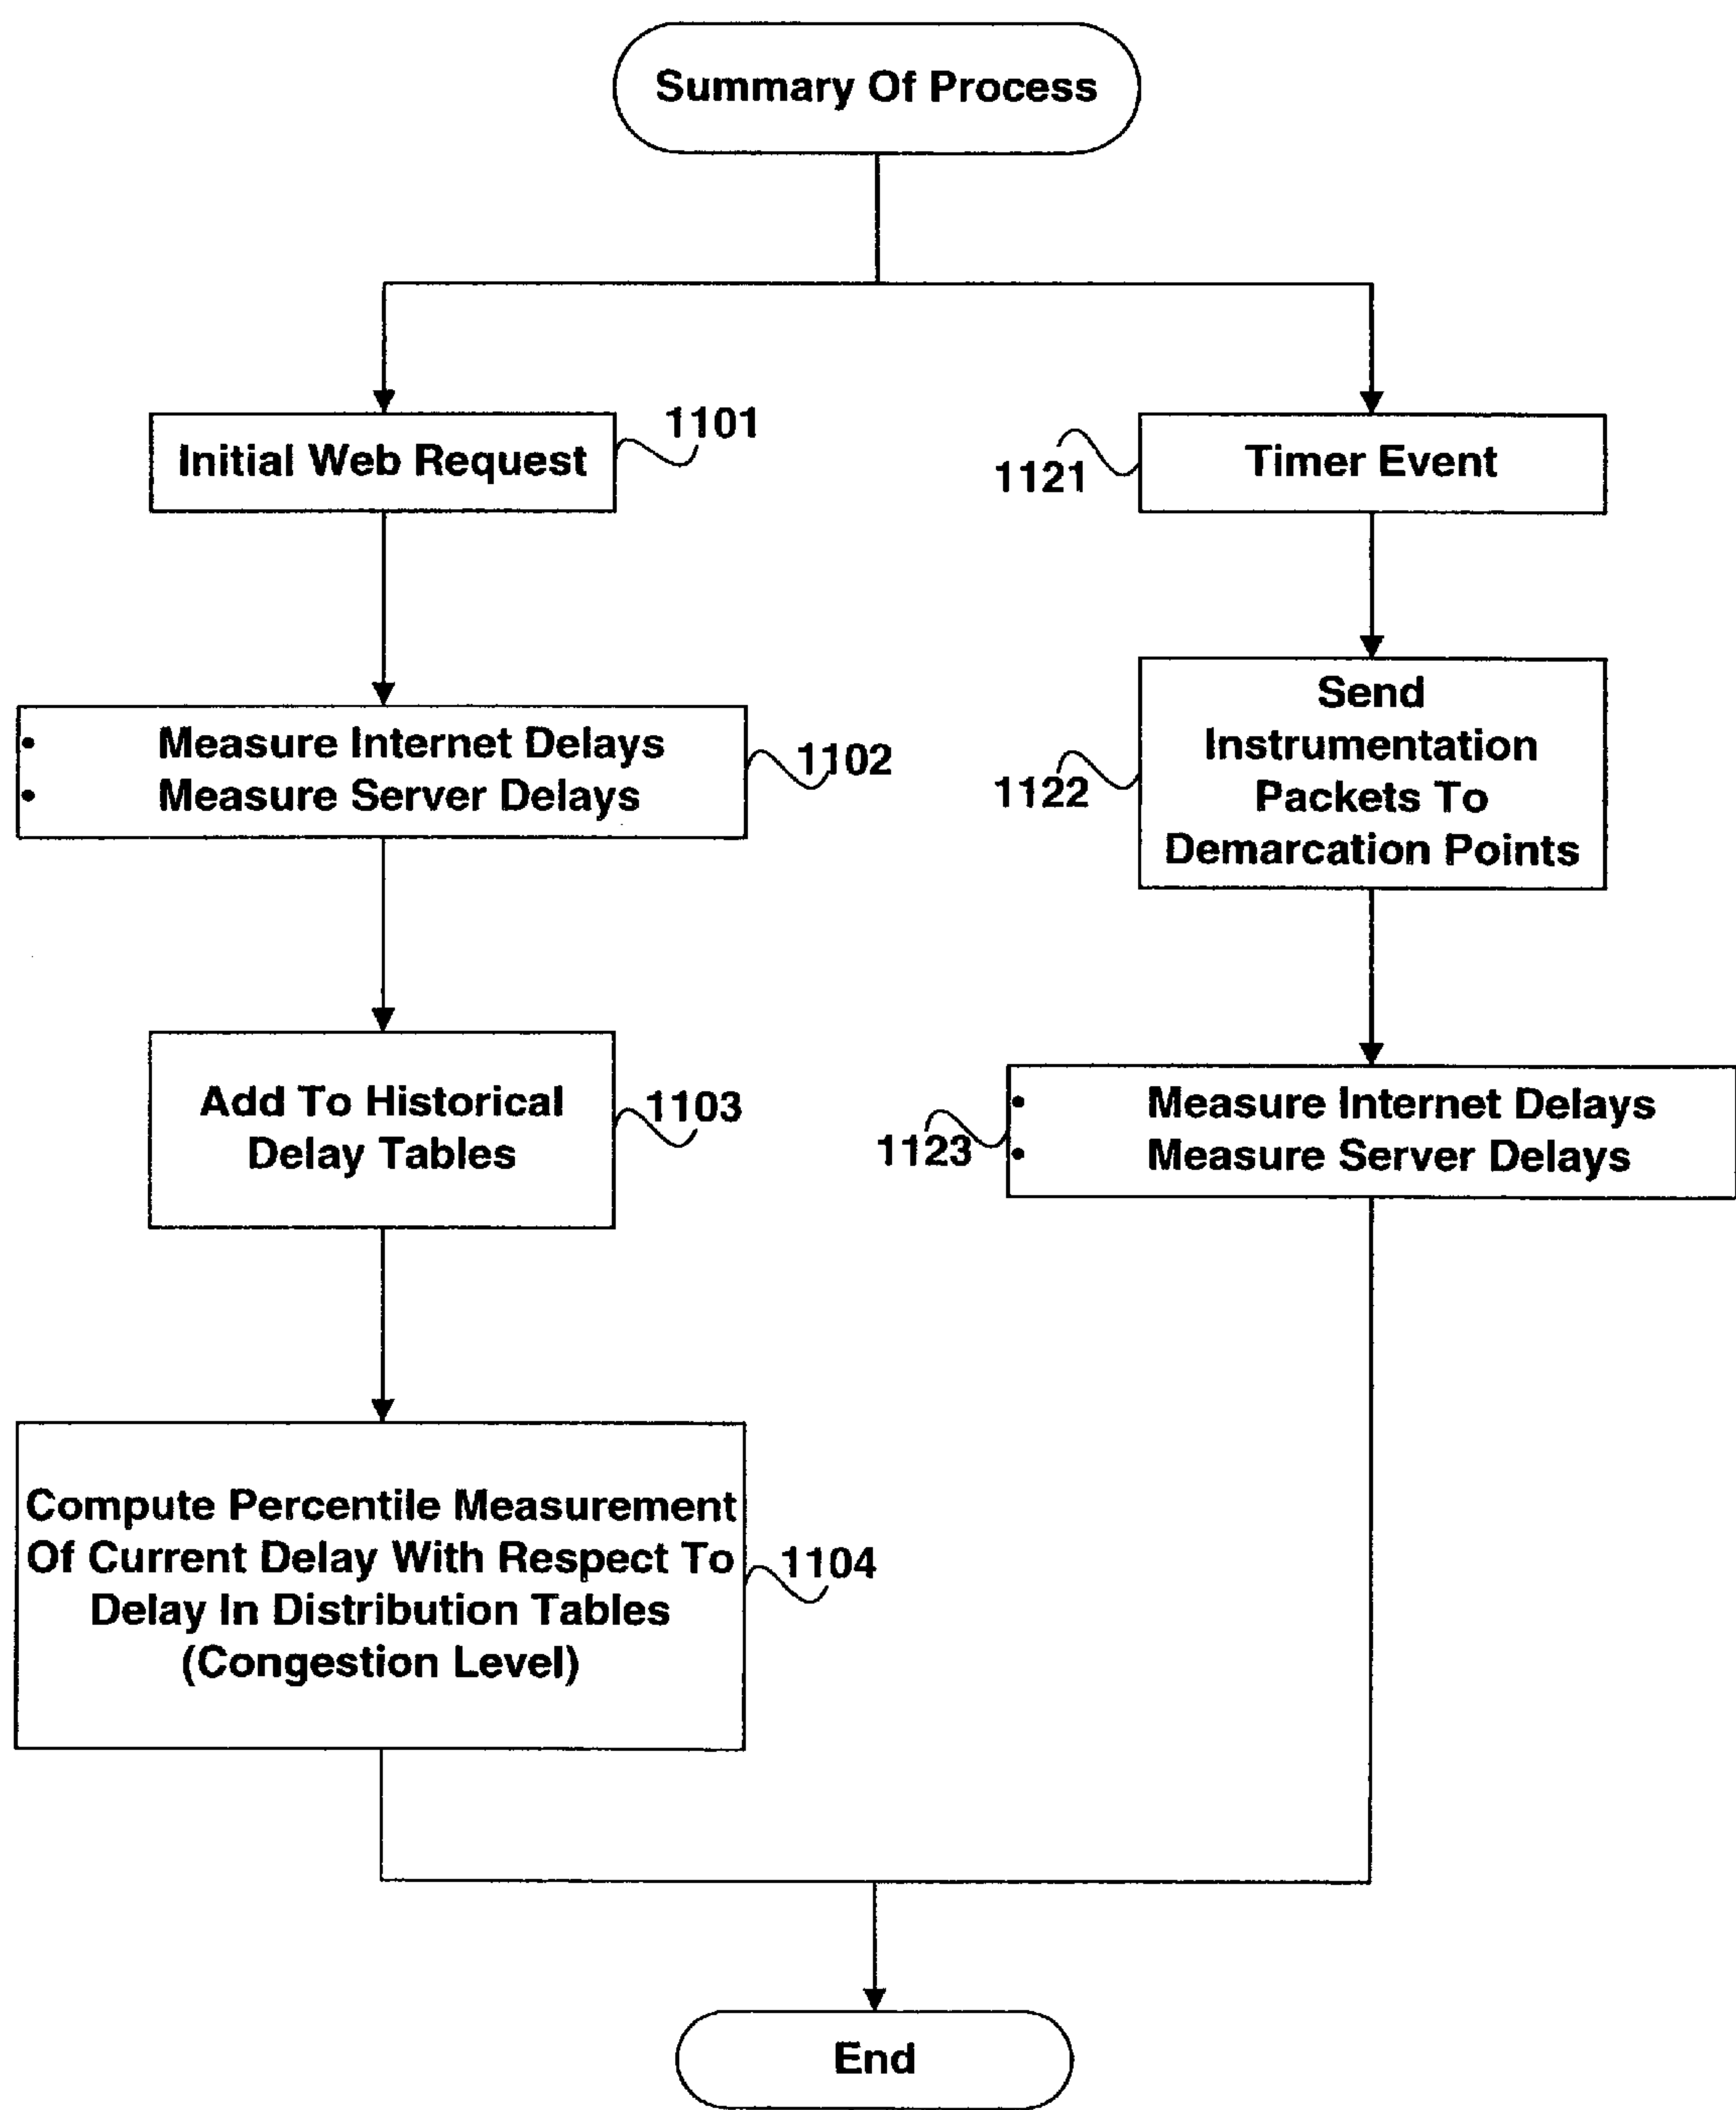 Summary Of Process
Initial Web Request
1101
1121
Timer Event
• Measure Internet Delays
• Measure Server Delays
1102
1122
Send
Instrumentation
Packets To
Demarcation Points
Add To Historical
Delay Tables
1103
1123
• Measure Internet Delays
• Measure Server Delays
Compute Percentile Measurement
Of Current Delay With Respect To
Delay In Distribution Tables
(Congestion Level)
1104
End